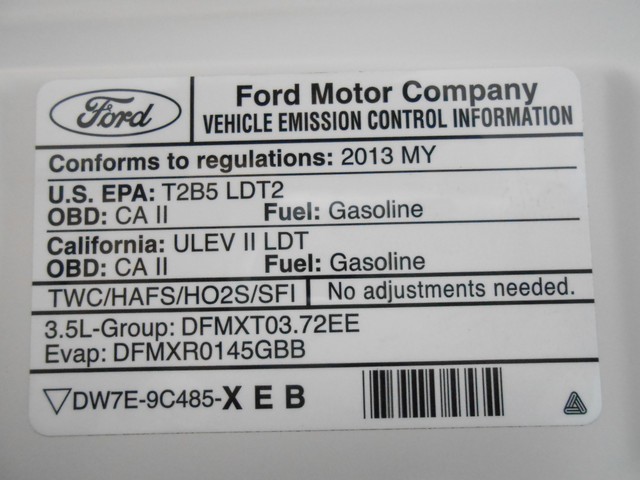 Ford
Ford Motor Company
VEHICLE EMISSION CONTROL INFORMATION
Conforms to regulations: 2013 MY
U.S. EPA: T2B5 LDT2
OBD: CA II Fuel: Gasoline
California: ULEV II LDT
OBD: CA II Fuel: Gasoline
TWC/HAFS/HO2S/SFI No adjustments needed.
3.5L-Group: DFMXT03.72EE
Evap: DFMXR0145GBB
DW7E-9C485-XEB